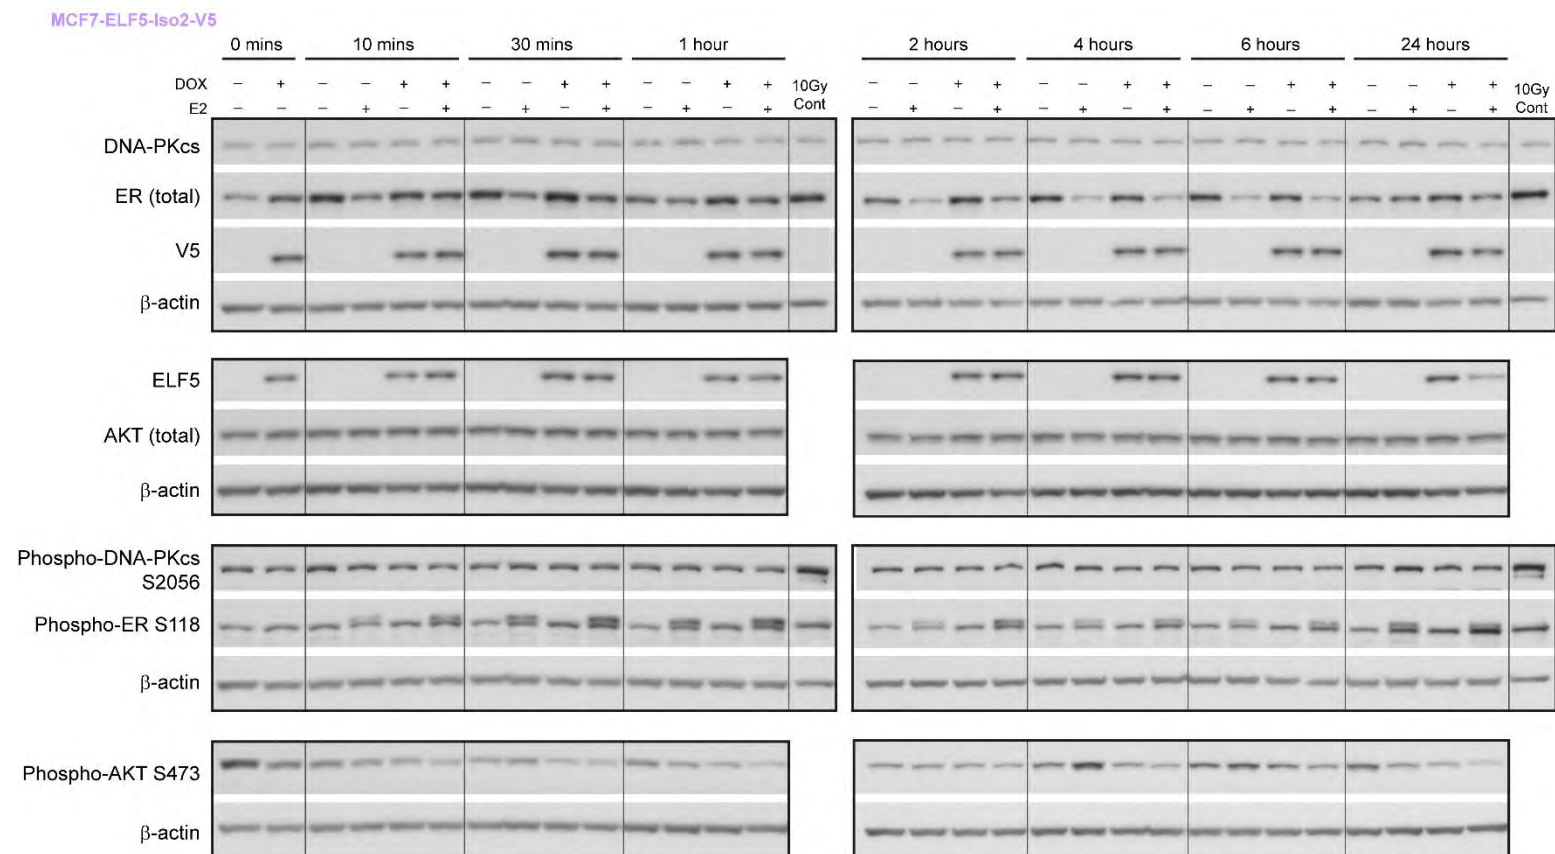 MCF7-ELF5-Iso2-V5
0 mins 10 mins 30 mins 1 hour 2 hours 4 hours 6 hours 24 hours
DOX – + – – + + – – + + – – + + 10Gy – – + + – – + + – – + + – – + + 10Gy
E2 – – – + – + – + – + – + – + Cont – + – + – + – + – + – + – + – + Cont
DNA-PKcs
ER (total)
V5
β-actin
ELF5
AKT (total)
β-actin
Phospho-DNA-PKcs
S2056
Phospho-ER S118
β-actin
Phospho-AKT S473
β-actin